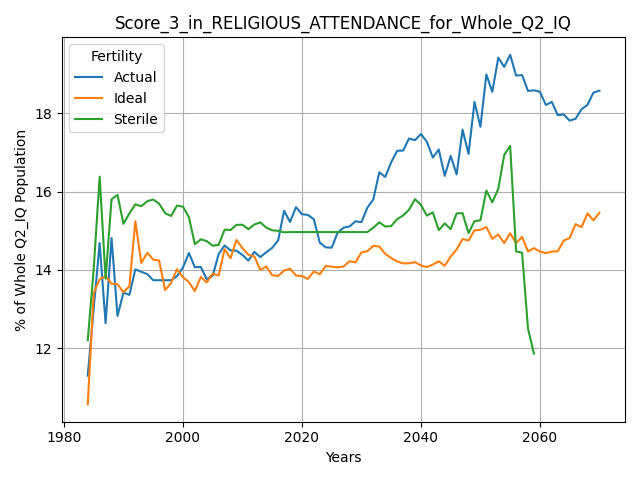 Score_3_in_RELIGIOUS_ATTENDANCE_for_Whole_Q2_IQ
Fertility
Actual
Ideal
Sterile
% of Whole Q2_IQ Population
18
16
14
12
1980
2000
2020
2040
2060
Years